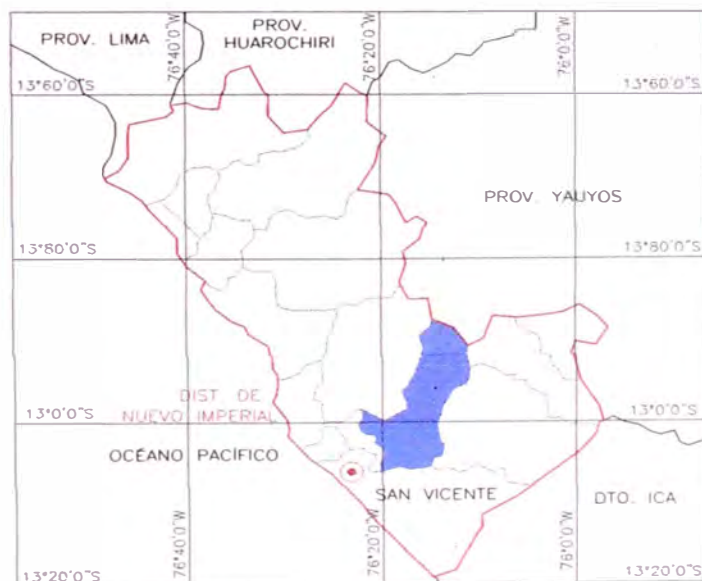 PROV. LIMA
PROV.
HUAROCHIRI
76°40'0"W
76°20'0"W
76°0'0"W
13°60'0"S
13°60'0"S
PROV. YAUYOS
13°80'0"S
13°80'0"S
DIST. DE
NUEVO IMPERIAL
13°0'0"S
13°0'0"S
OCÉANO PACÍFICO
SAN VICENTE
DTO. ICA
76°40'0"W
76°20'0"W
76°0'0"W
13°20'0"S
13°20'0"S